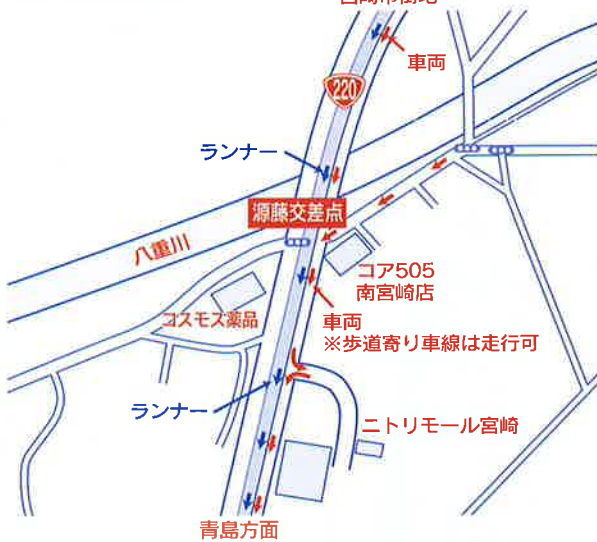 車両
220
ランナー
源藤交差点
八重川
コア505
南宮崎店
コスモス薬品
車両
※歩道寄り車線は走行可
ランナー
ニトリモール宮崎
青島方面